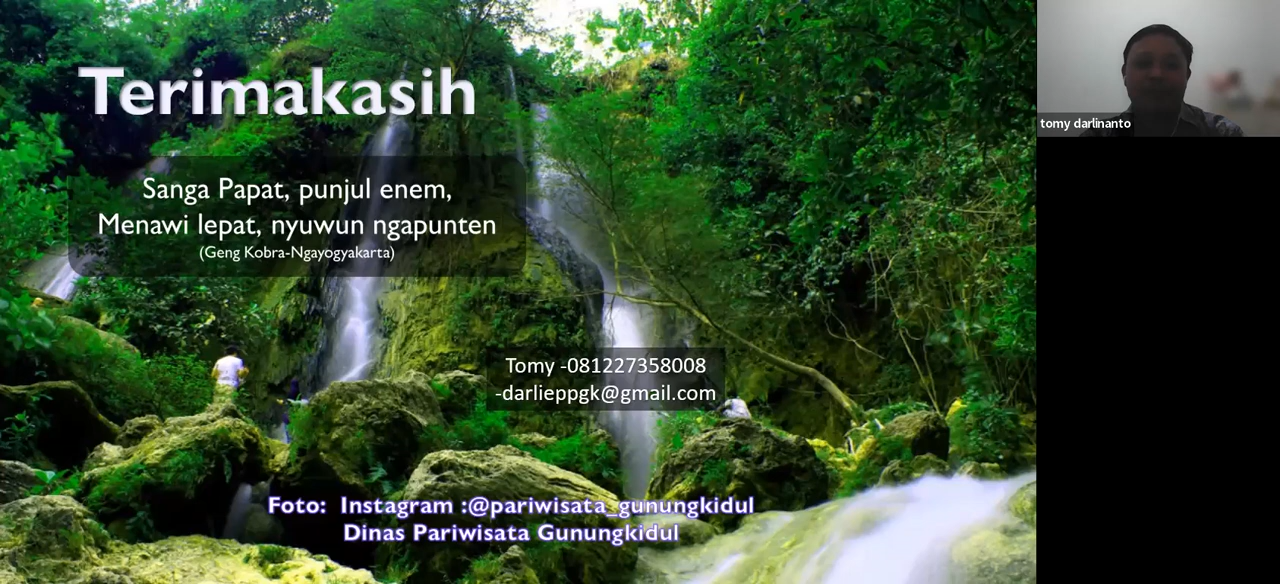 Terimakasih
Sanga Papat, punjul enem,
Menawi lepat, nyuwun ngapunten
(Geng Kobra-Ngayogyakarta)
Tomy -081227358008
-darlieppgk@gmail.com
Foto:  Instagram :@pariwisata_gunungkidul
Dinas Pariwisata Gunungkidul
tomy darlinanto